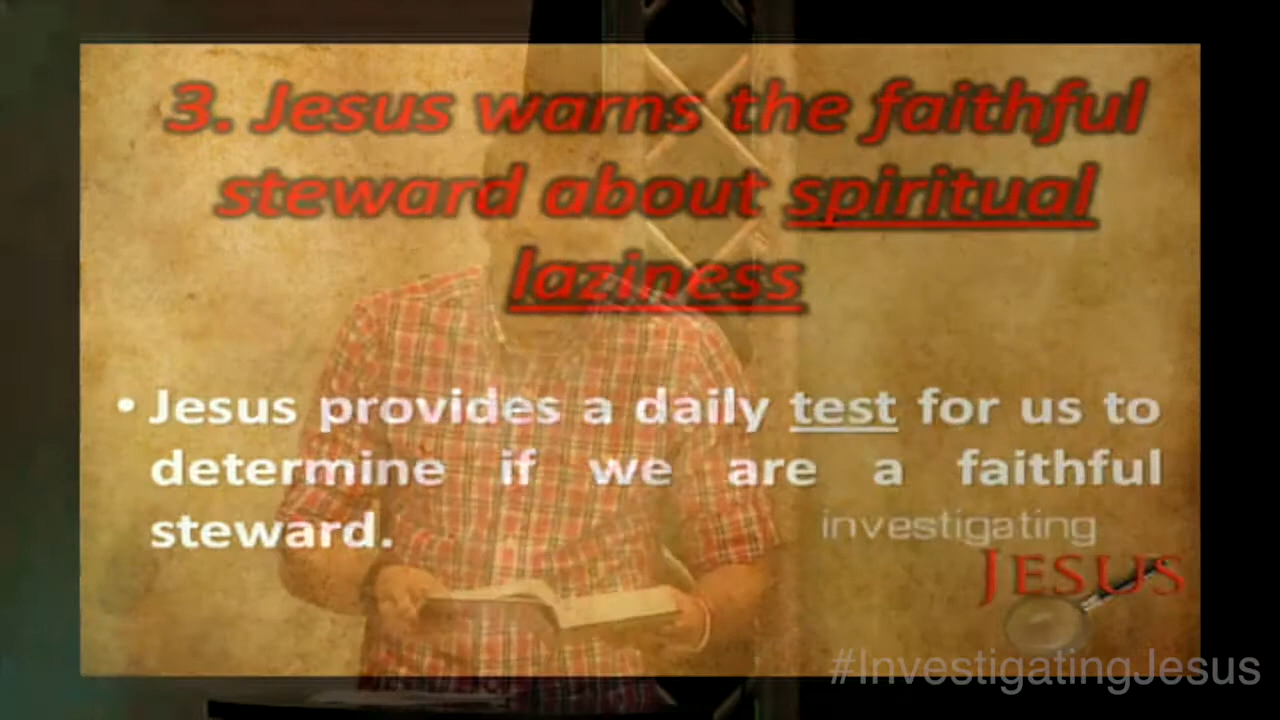 3. Jesus warns the faithful
steward about spiritual
laziness
• Jesus provides a daily test for us to
determine if we are a faithful
steward.
investigating
JESUS
#InvestigatingJesus